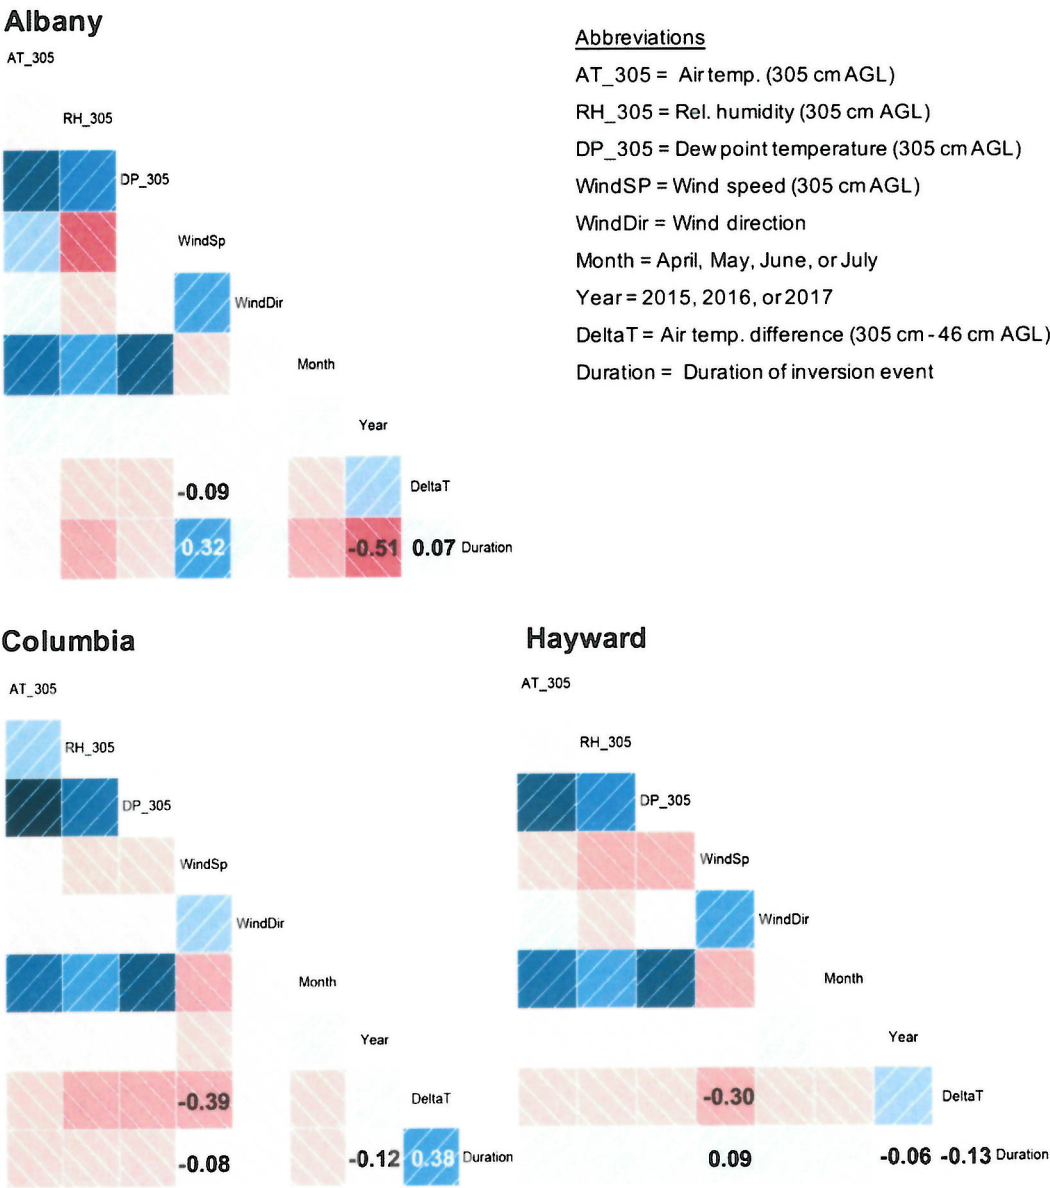 Albany
AT_305
RH_305
DP_305
WindSp
WindDir
Month
Year
-0.09
DeltaT
0.32
-0.51
0.07
Duration
Abbreviations
AT_305 = Air temp. (305 cm AGL)
RH_305 = Rel. humidity (305 cm AGL)
DP_305 = Dew point temperature (305 cm AGL)
WindSP = Wind speed (305 cm AGL)
WindDir = Wind direction
Month = April, May, June, or July
Year = 2015, 2016, or 2017
DeltaT = Air temp. difference (305 cm - 46 cm AGL)
Duration = Duration of inversion event
Columbia
AT_305
RH_305
DP_305
WindSp
WindDir
Month
Year
-0.39
DeltaT
-0.08
-0.12
0.38
Duration
Hayward
AT_305
RH_305
DP_305
WindSp
WindDir
Month
Year
-0.30
DeltaT
0.09
-0.06
-0.13
Duration